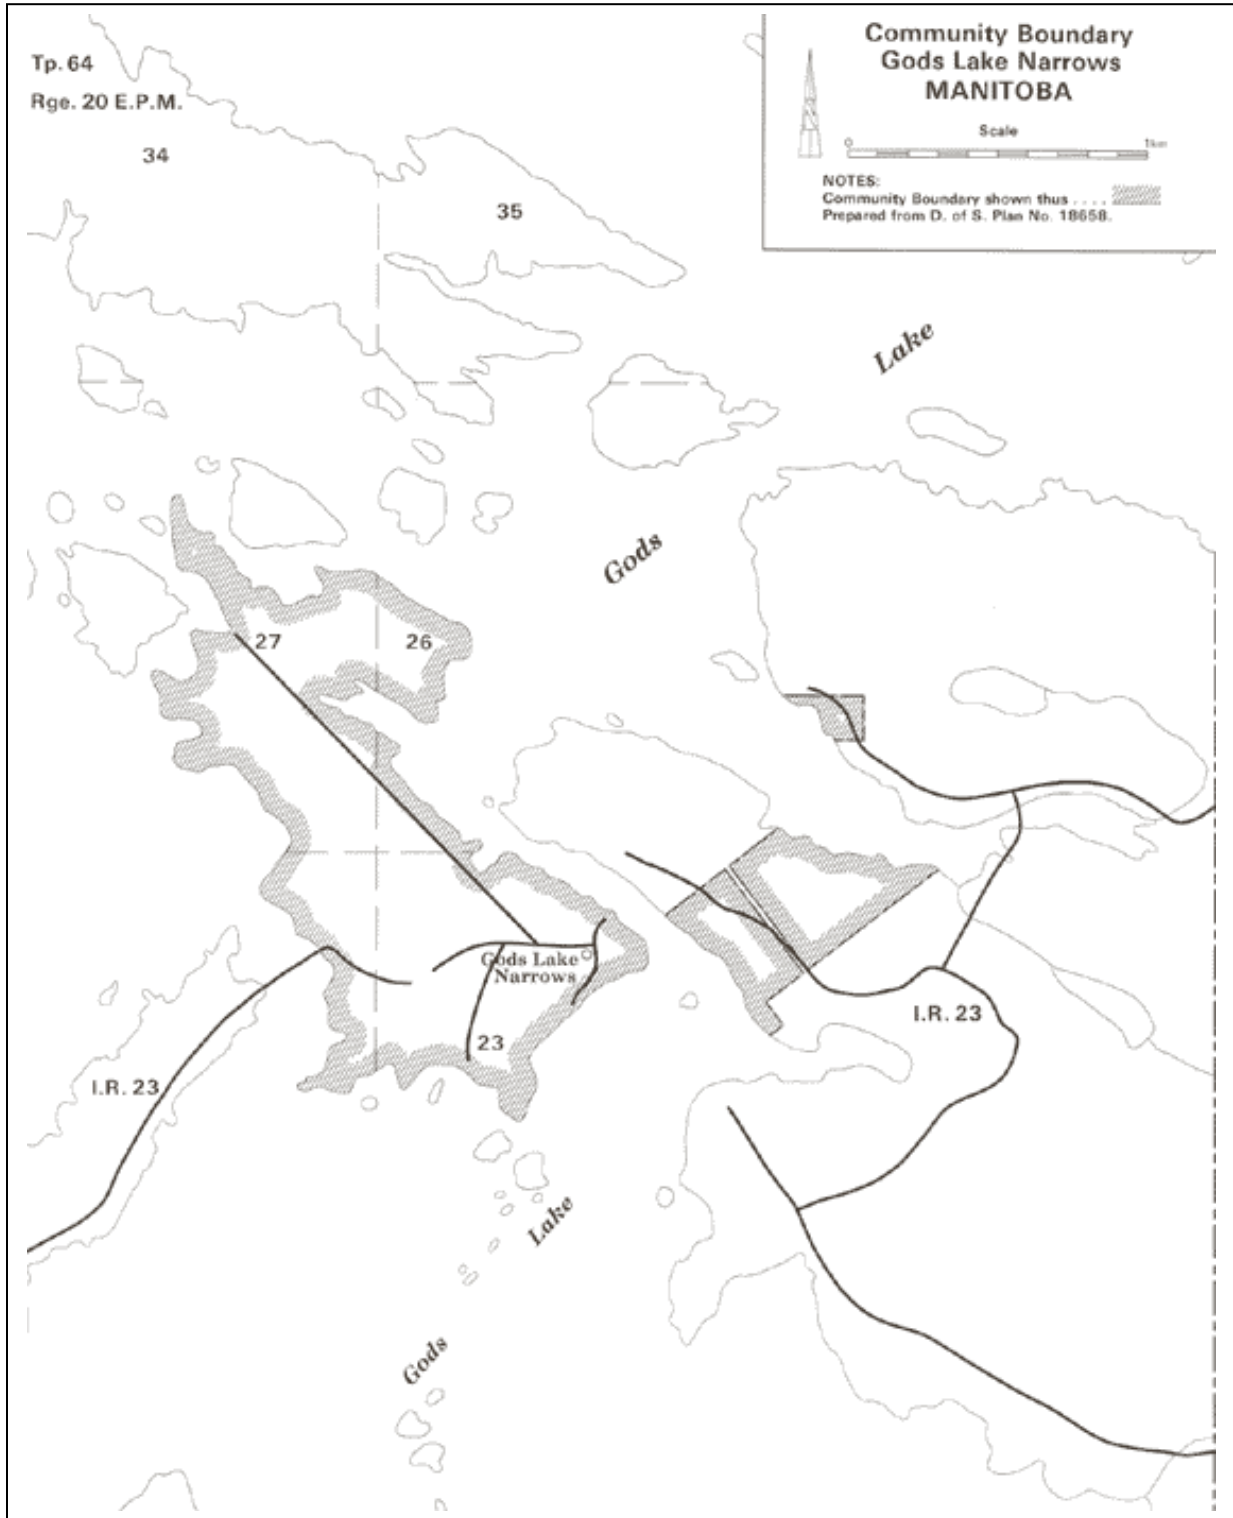 Community Boundary
Gods Lake Narrows
MANITOBA
Scale
0 1km
NOTES:
Community Boundary shown thus ....
Prepared from D. of S. Plan No. 18658.
Tp. 64
Rge. 20 E.P.M.
34
35
Lake
Gods
27
26
Gods Lake
Narrows
23
I.R. 23
I.R. 23
Lake
Gods